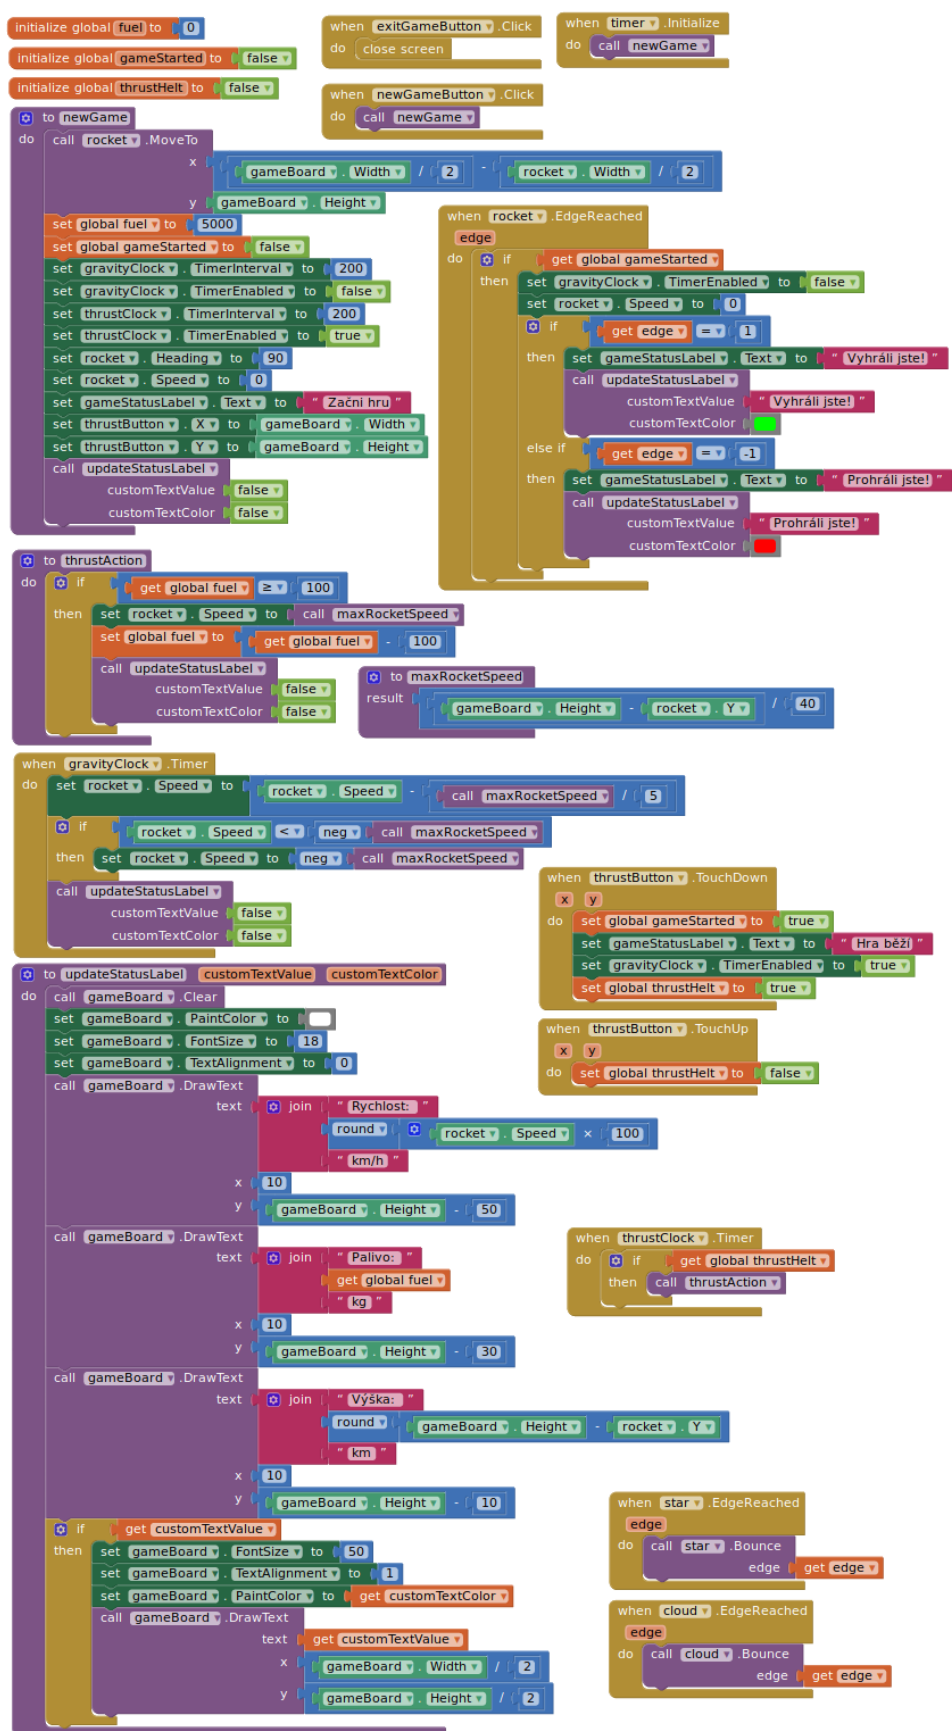 initialize global fuel to 0
initialize global gameStarted to false
initialize global thrustHelt to false
when exitGameButton .Click
do close screen
when timer .Initialize
do call newGame
when newGameButton .Click
do call newGame
to newGame
do call rocket .MoveTo
x gameBoard . Width / 2 - rocket . Width / 2
y gameBoard . Height
set global fuel to 5000
set global gameStarted to false
set gravityClock . TimerInterval to 200
set gravityClock . TimerEnabled to false
set thrustClock . TimerInterval to 200
set thrustClock . TimerEnabled to true
set rocket . Heading to 90
set rocket . Speed to 0
set gameStatusLabel . Text to " Začni hru "
set thrustButton . X to gameBoard . Width
set thrustButton . Y to gameBoard . Height
call updateStatusLabel
customTextValue false
customTextColor false
when rocket .EdgeReached
edge
do if get global gameStarted
then set gravityClock . TimerEnabled to false
set rocket . Speed to 0
if get edge = 1
then set gameStatusLabel . Text to " Vyhráli jste! "
call updateStatusLabel
customTextValue " Vyhráli jste! "
customTextColor
else if get edge = -1
then set gameStatusLabel . Text to " Prohráli jste! "
call updateStatusLabel
customTextValue " Prohráli jste! "
customTextColor
to thrustAction
do if get global fuel ≥ 100
then set rocket . Speed to call maxRocketSpeed
set global fuel to get global fuel - 100
call updateStatusLabel
customTextValue false
customTextColor false
to maxRocketSpeed
result gameBoard . Height - rocket . Y / 40
when gravityClock .Timer
do set rocket . Speed to rocket . Speed - call maxRocketSpeed / 5
if rocket . Speed < neg call maxRocketSpeed
then set rocket . Speed to neg call maxRocketSpeed
call updateStatusLabel
customTextValue false
customTextColor false
when thrustButton .TouchDown
x y
do set global gameStarted to true
set gameStatusLabel . Text to " Hra běží "
set gravityClock . TimerEnabled to true
set global thrustHelt to true
when thrustButton .TouchUp
x y
do set global thrustHelt to false
to updateStatusLabel customTextValue customTextColor
do call gameBoard .Clear
set gameBoard . PaintColor to
set gameBoard . FontSize to 18
set gameBoard . TextAlignment to 0
call gameBoard .DrawText
text join " Rychlost: "
round rocket . Speed × 100
" km/h "
x 10
y gameBoard . Height - 50
call gameBoard .DrawText
text join " Palivo: "
get global fuel
" kg "
x 10
y gameBoard . Height - 30
call gameBoard .DrawText
text join " Výška: "
round gameBoard . Height - rocket . Y
" km "
x 10
y gameBoard . Height - 10
if get customTextValue
then set gameBoard . FontSize to 50
set gameBoard . TextAlignment to 1
set gameBoard . PaintColor to get customTextColor
call gameBoard .DrawText
text get customTextValue
x gameBoard . Width / 2
y gameBoard . Height / 2
when thrustClock .Timer
do if get global thrustHelt
then call thrustAction
when star .EdgeReached
edge
do call star .Bounce
edge get edge
when cloud .EdgeReached
edge
do call cloud .Bounce
edge get edge